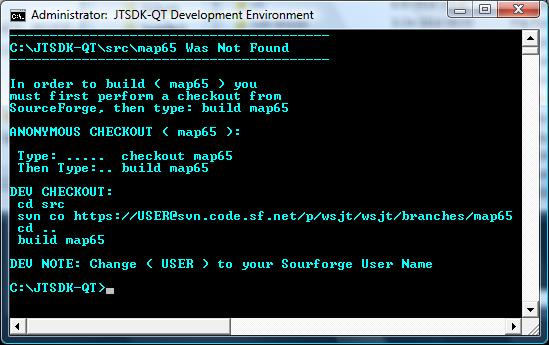 Administrator:  JTSDK-QT Development Environment
C:\JTSDK-QT\src\map65 Was Not Found
In order to build ( map65 ) you
must first perform a checkout from
SourceForge, then type: build map65
ANONYMOUS CHECKOUT ( map65 ):
Type: .....  checkout map65
Then Type:.. build map65
DEV CHECKOUT:
cd src
svn co https://USER@svn.code.sf.net/p/wsjt/wsjt/branches/map65
cd ..
build map65
DEV NOTE: Change ( USER ) to your Sourforge User Name
C:\JTSDK-QT>